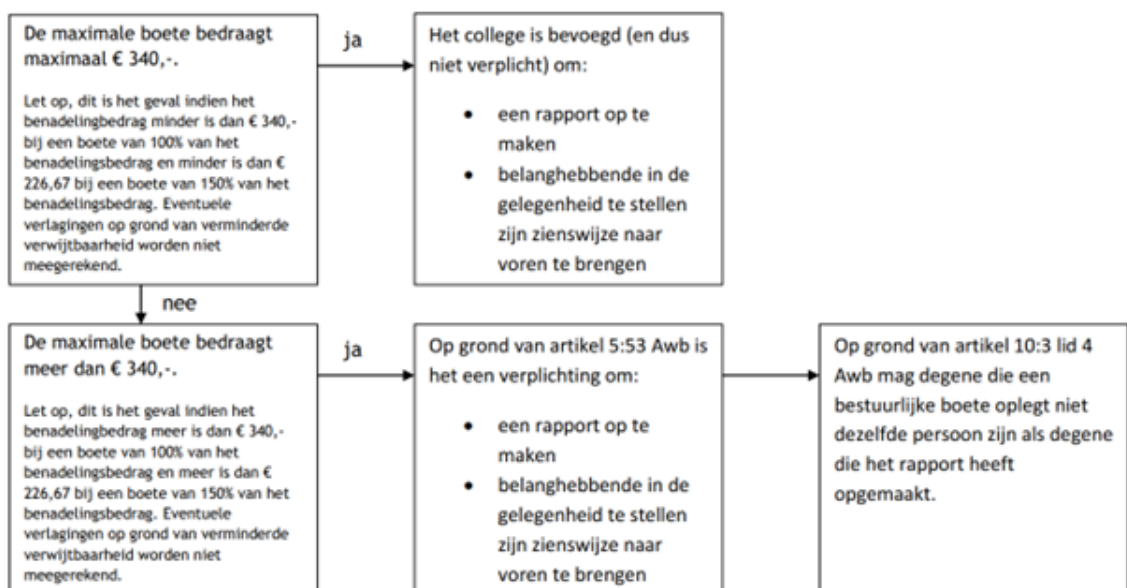 De maximale boete bedraagt
maximaal € 340,-.
Let op, dit is het geval indien het
benadelingbedrag minder is dan € 340,-
bij een boete van 100% van het
benadelingsbedrag en minder is dan €
226,67 bij een boete van 150% van het
benadelingsbedrag. Eventuele
verlagingen op grond van verminderde
verwijtbaarheid worden niet
meegerekend.
ja
Het college is bevoegd (en dus
niet verplicht) om:
• een rapport op te
maken
• belanghebbende in de
gelegenheid te stellen
zijn zienswijze naar
voren te brengen
nee
De maximale boete bedraagt
meer dan € 340,-.
Let op, dit is het geval indien het
benadelingbedrag meer is dan € 340,-
bij een boete van 100% van het
benadelingsbedrag en meer is dan €
226,67 bij een boete van 150% van het
benadelingsbedrag. Eventuele
verlagingen op grond van verminderde
verwijtbaarheid worden niet
meegerekend.
ja
Op grond van artikel 5:53 Awb is
het een verplichting om:
• een rapport op te
maken
• belanghebbende in de
gelegenheid te stellen
zijn zienswijze naar
voren te brengen
Op grond van artikel 10:3 lid 4
Awb mag degene die een
bestuurlijke boete oplegt niet
dezelfde persoon zijn als degene
die het rapport heeft
opgemaakt.